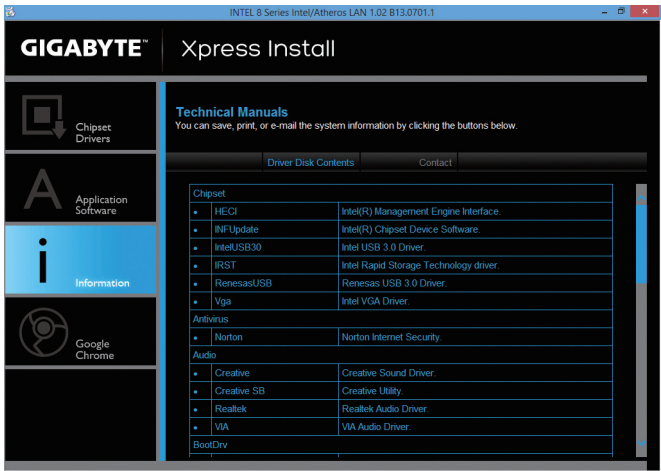 INTEL 8 Series Intel/Atheros LAN 1.02 B13.0701.1
GIGABYTE™
Xpress Install
Chipset
Drivers
Application
Software
Information
Google
Chrome
Technical Manuals
You can save, print, or e-mail the system information by clicking the buttons below.
Driver Disk Contents Contact
Chipset
• HECI Intel(R) Management Engine Interface.
• INFUpdate Intel(R) Chipset Device Software.
• IntelUSB30 Intel USB 3.0 Driver.
• IRST Intel Rapid Storage Technology driver.
• RenesasUSB Renesas USB 3.0 Driver.
• Vga Intel VGA Driver.
Antivirus
• Norton Norton Internet Security.
Audio
• Creative Creative Sound Driver.
• Creative SB Creative Utility.
• Realtek Realtek Audio Driver.
• VIA VIA Audio Driver.
BootDrv